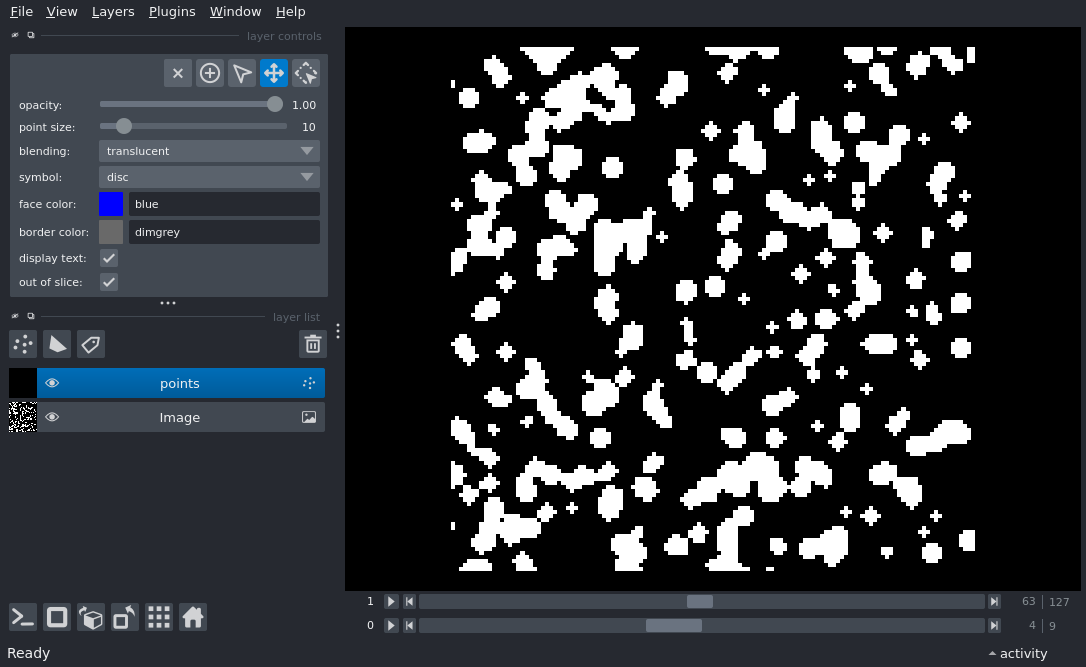 File View Layers Plugins Window Help
layer controls
opacity: 1.00
point size: 10
blending: translucent
symbol: disc
face color: blue
border color: dimgrey
display text:
out of slice:
layer list
points
Image
1 63 127
0 4 9
Ready activity